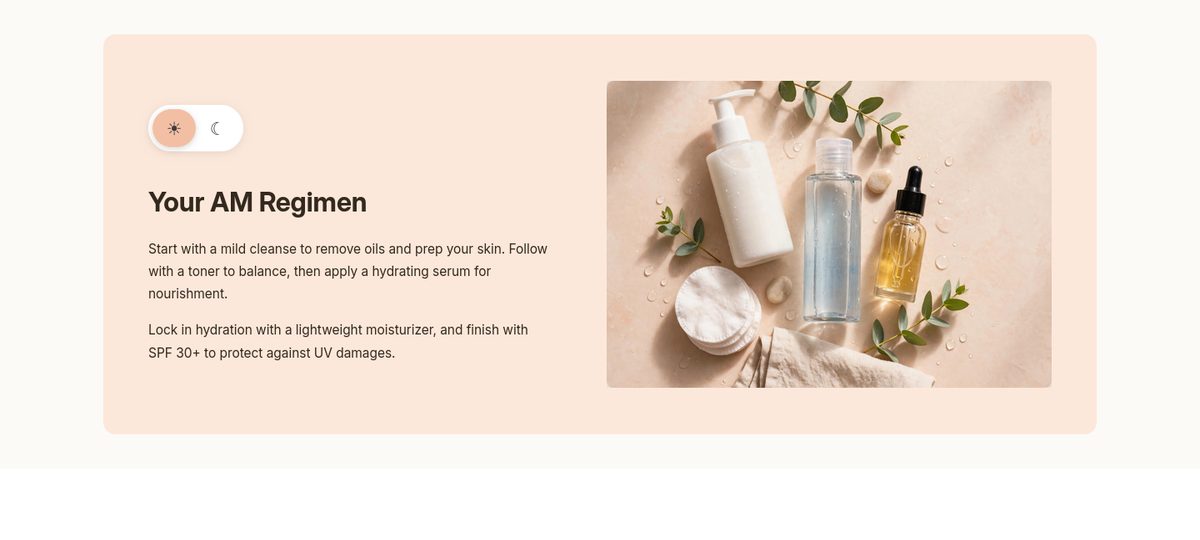 Your AM Regimen
Start with a mild cleanse to remove oils and prep your skin. Follow
with a toner to balance, then apply a hydrating serum for
nourishment.
Lock in hydration with a lightweight moisturizer, and finish with
SPF 30+ to protect against UV damages.